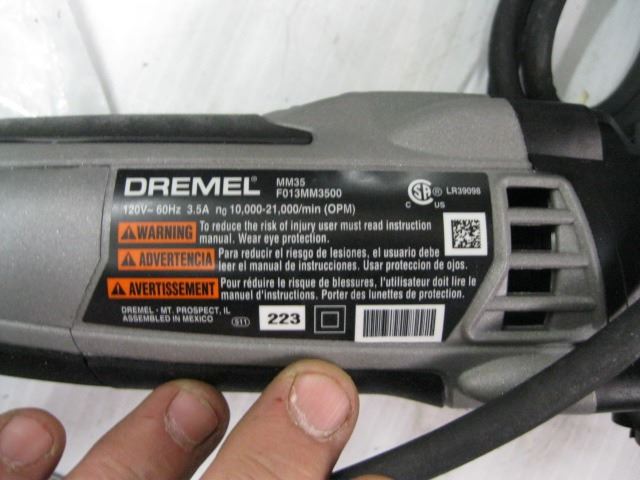 DREMEL MM35
F013MM3500
120V~ 60Hz 3.5A n0 10,000-21,000/min (OPM)
C SA ® US LR39098
WARNING To reduce the risk of injury user must read instruction
manual. Wear eye protection.
ADVERTENCIA Para reducir el riesgo de lesiones, el usuario debe
leer el manual de instrucciones. Usar proteccion de ojos.
AVERTISSEMENT Pour réduire le risque de blessures, l'utilisateur doit lire le
manuel d'instructions. Porter des lunettes de protection.
DREMEL - MT. PROSPECT, IL
ASSEMBLED IN MEXICO
511 223